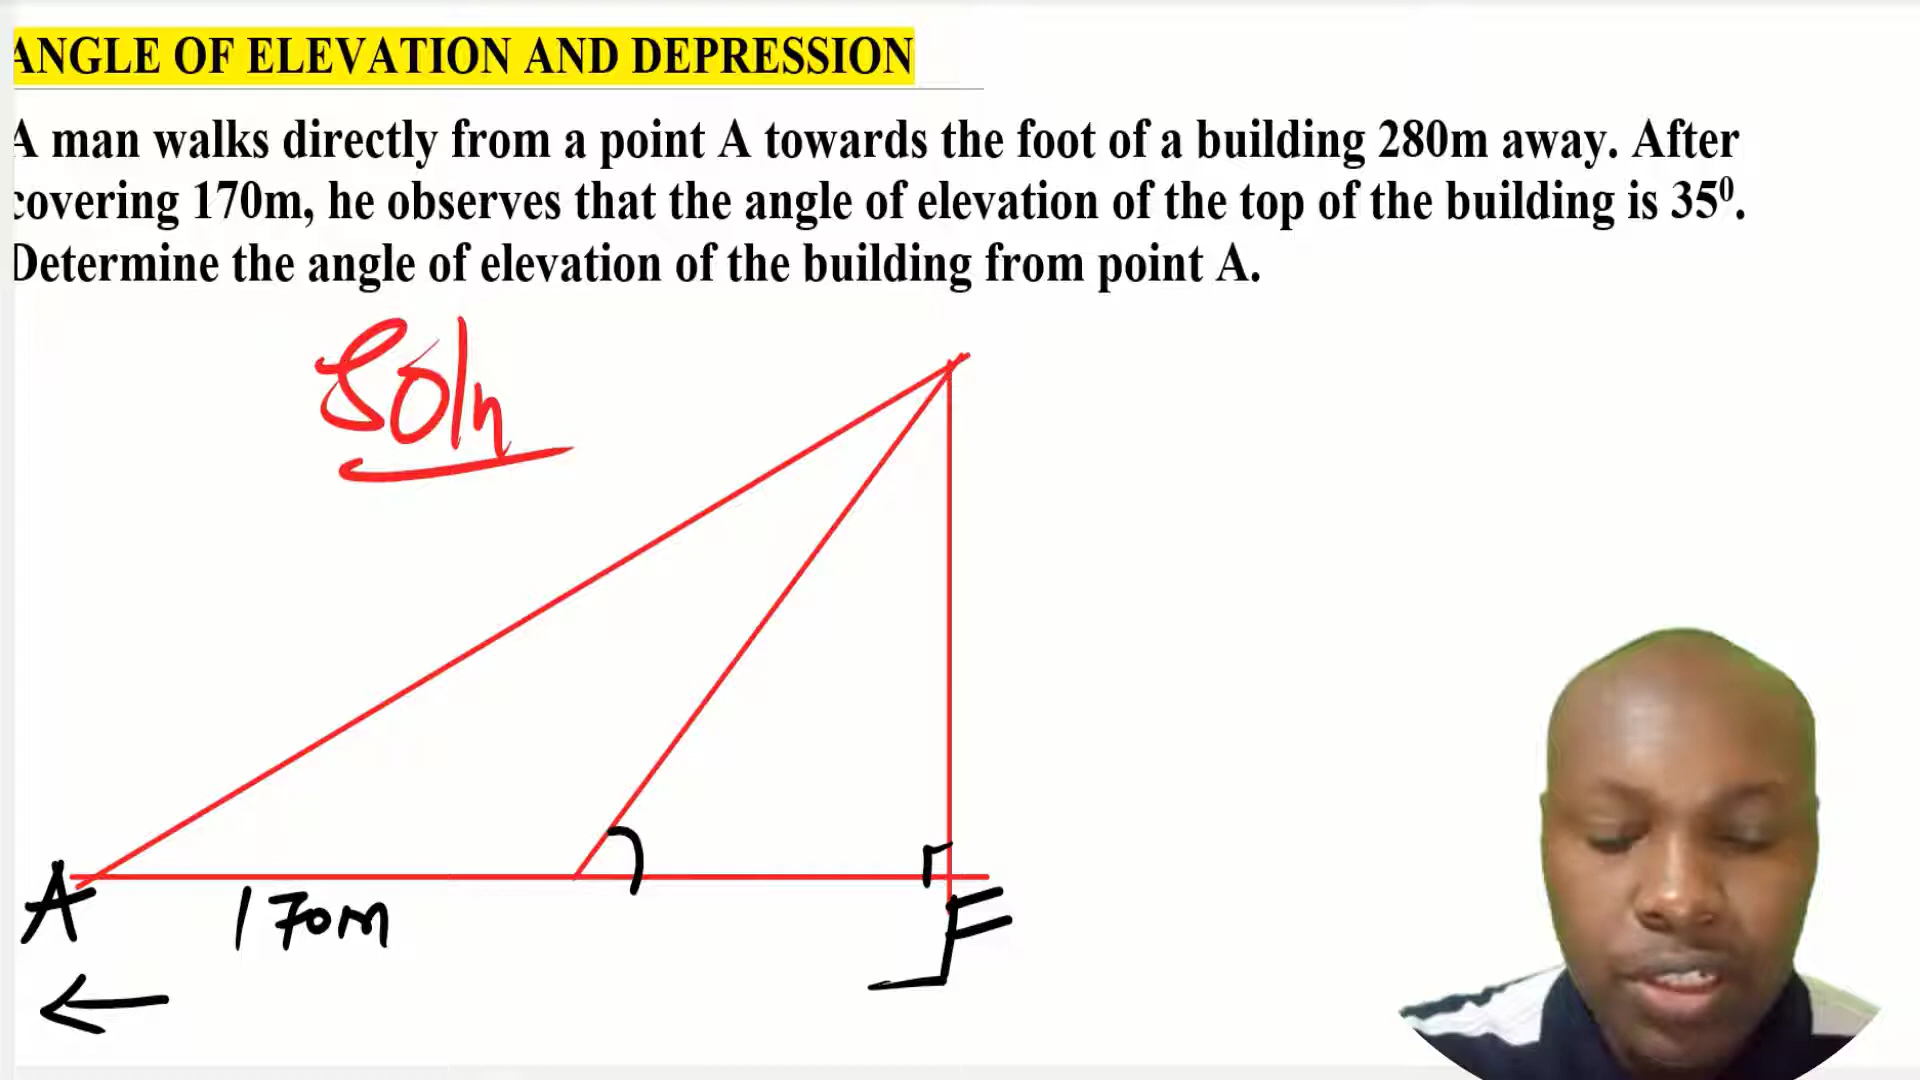 ANGLE OF ELEVATION AND DEPRESSION
A man walks directly from a point A towards the foot of a building 280m away. After
covering 170m, he observes that the angle of elevation of the top of the building is 35⁰.
Determine the angle of elevation of the building from point A.
Soln
A
170m
F